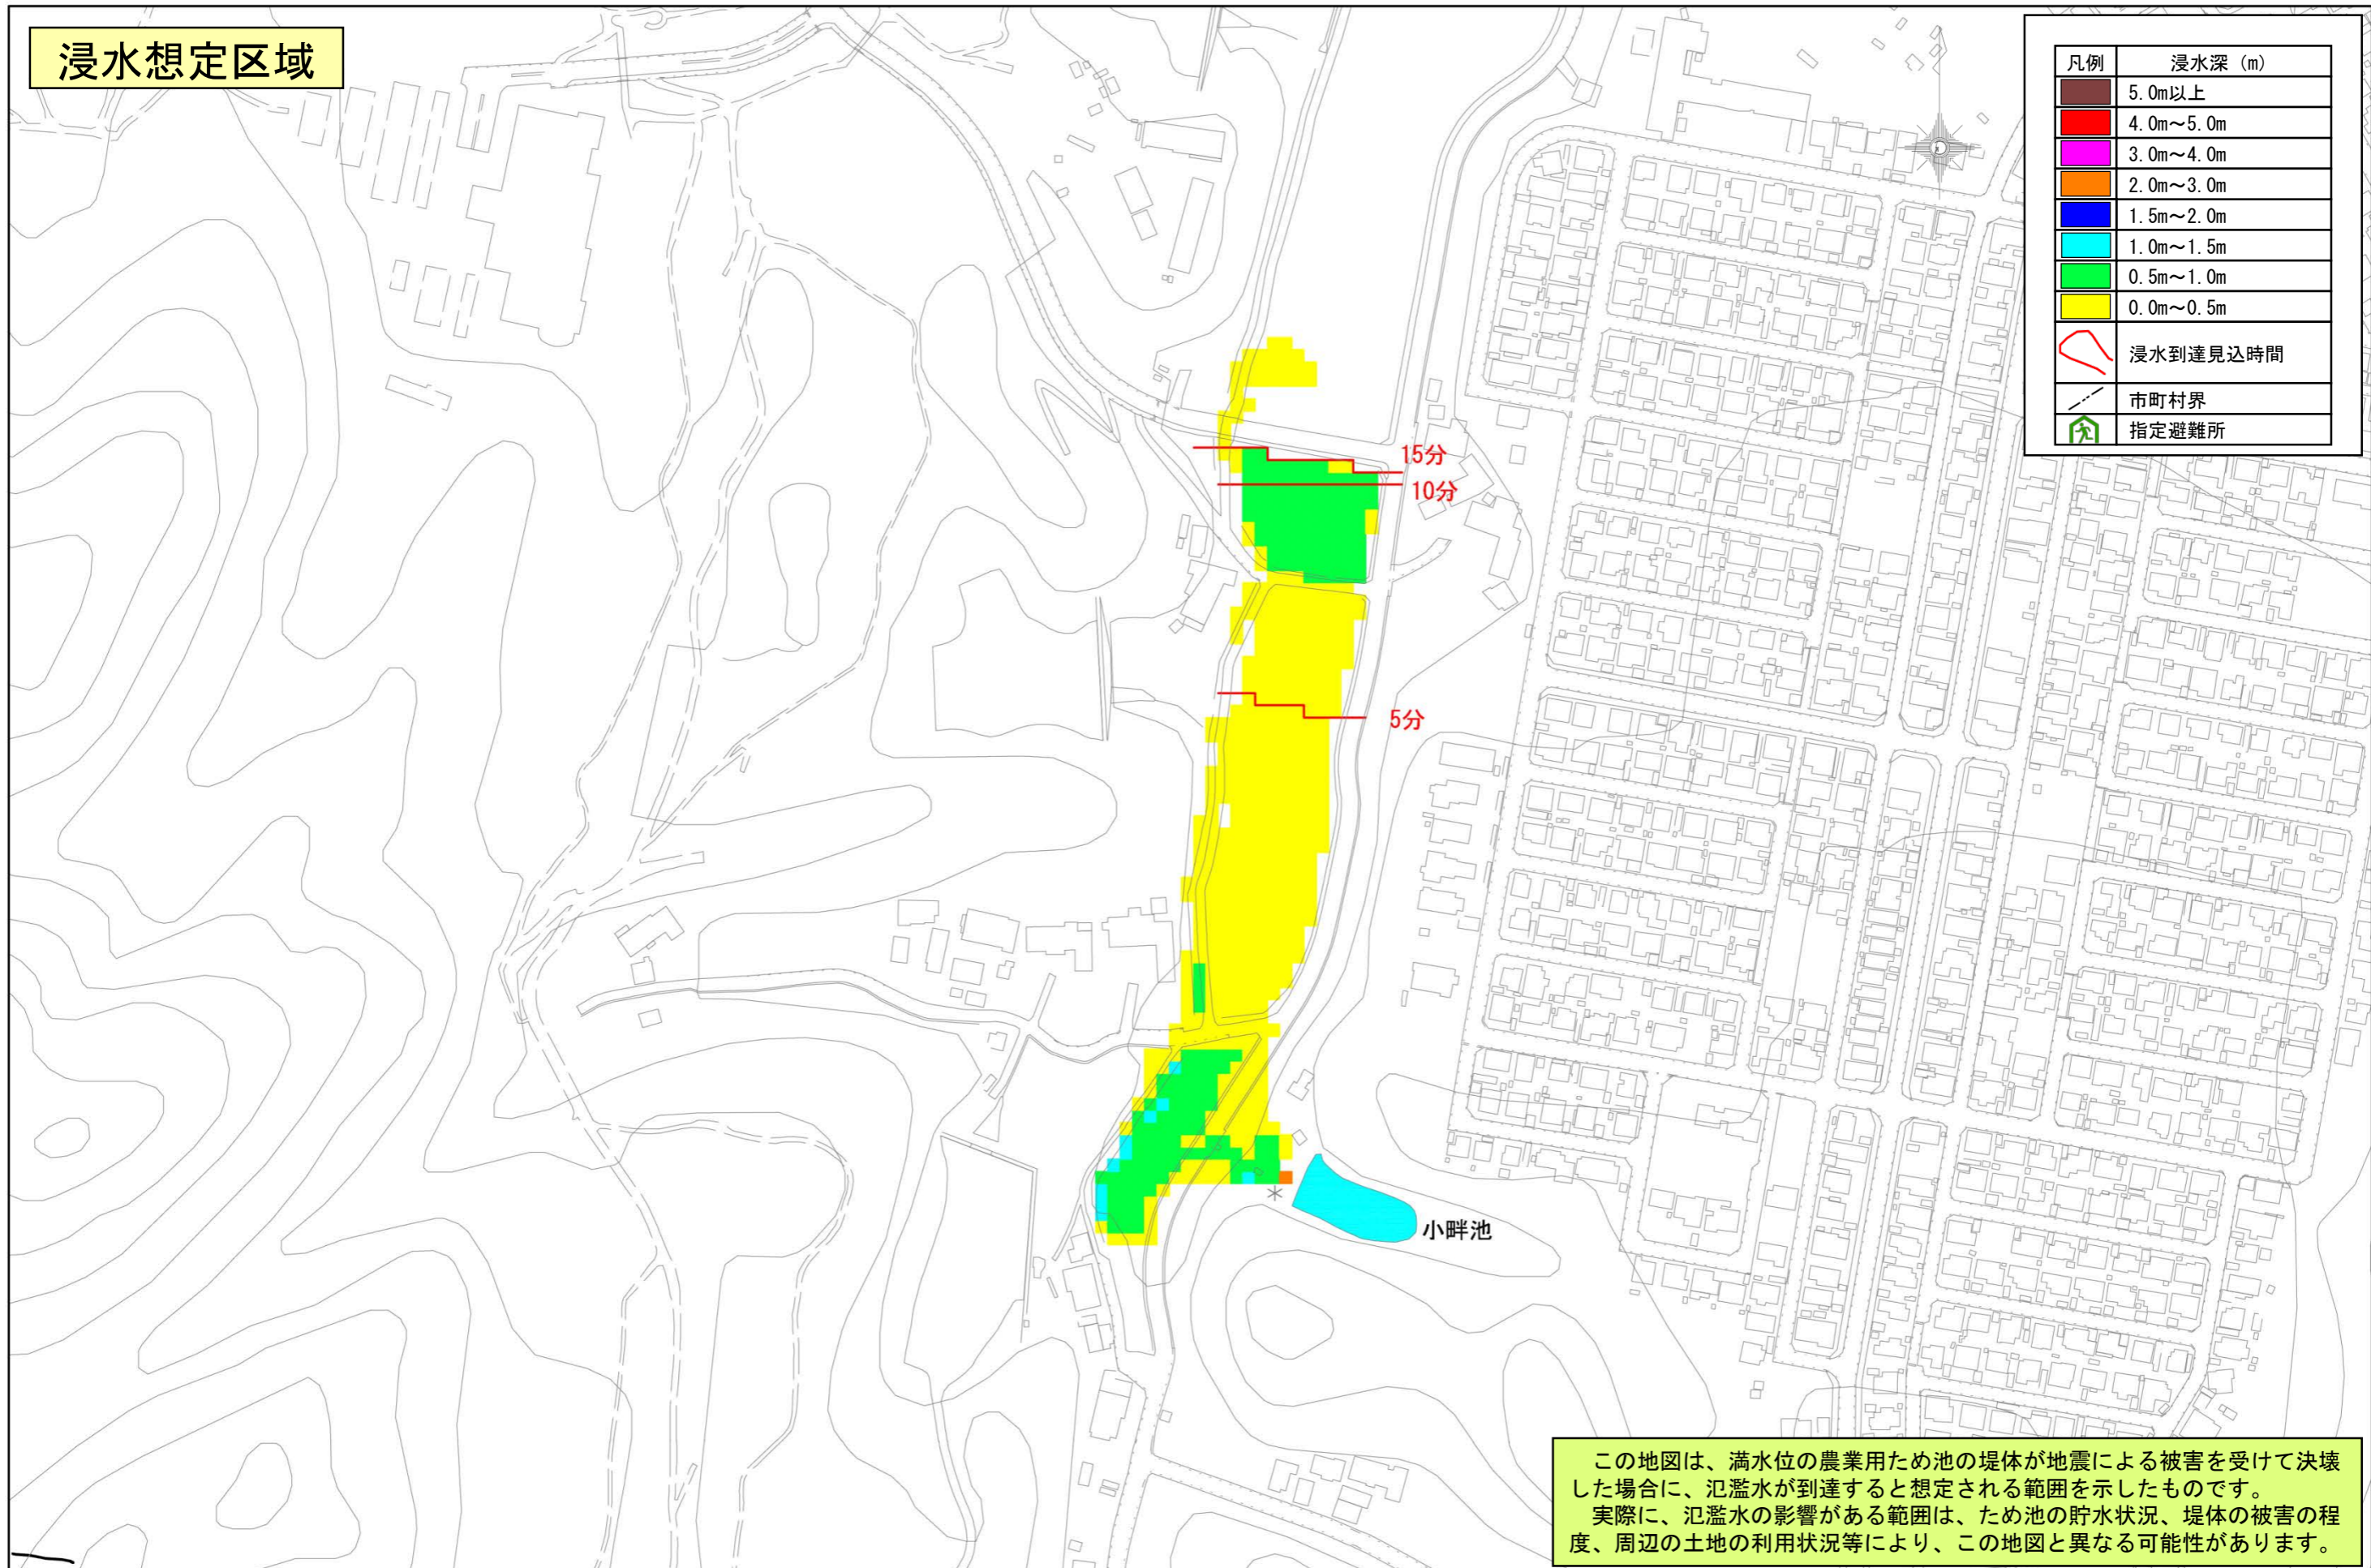 浸水想定区域
凡例 浸水深（m）
5.0m以上
4.0m～5.0m
3.0m～4.0m
2.0m～3.0m
1.5m～2.0m
1.0m～1.5m
0.5m～1.0m
0.0m～0.5m
浸水到達見込時間
市町村界
指定避難所
15分
10分
5分
小畔池
この地図は、満水位の農業用ため池の堤体が地震による被害を受けて決壊
した場合に、氾濫水が到達すると想定される範囲を示したものです。
実際に、氾濫水の影響がある範囲は、ため池の貯水状況、堤体の被害の程
度、周辺の土地の利用状況等により、この地図と異なる可能性があります。